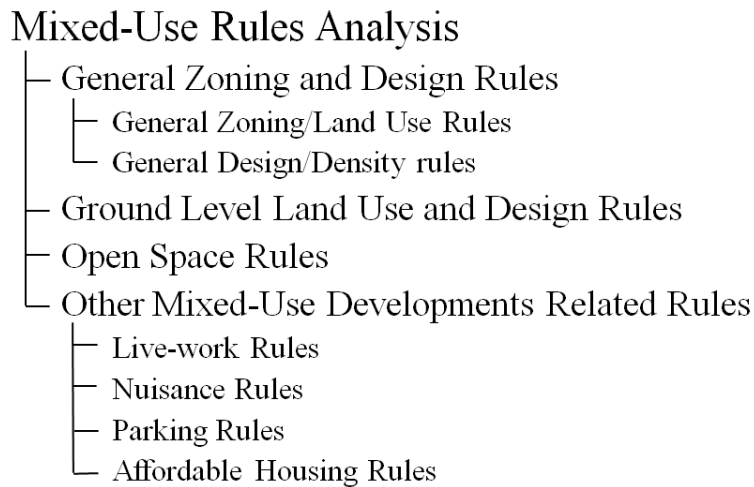 Mixed-Use Rules Analysis
General Zoning and Design Rules
General Zoning/Land Use Rules
General Design/Density rules
Ground Level Land Use and Design Rules
Open Space Rules
Other Mixed-Use Developments Related Rules
Live-work Rules
Nuisance Rules
Parking Rules
Affordable Housing Rules